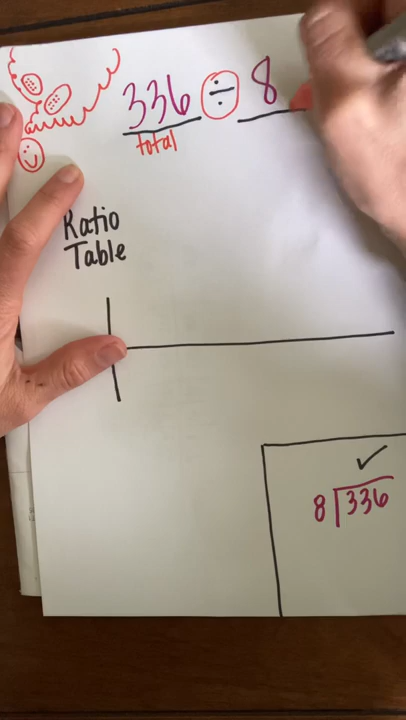 336 ÷ 8
total
Ratio
Table
✓
8⟌336